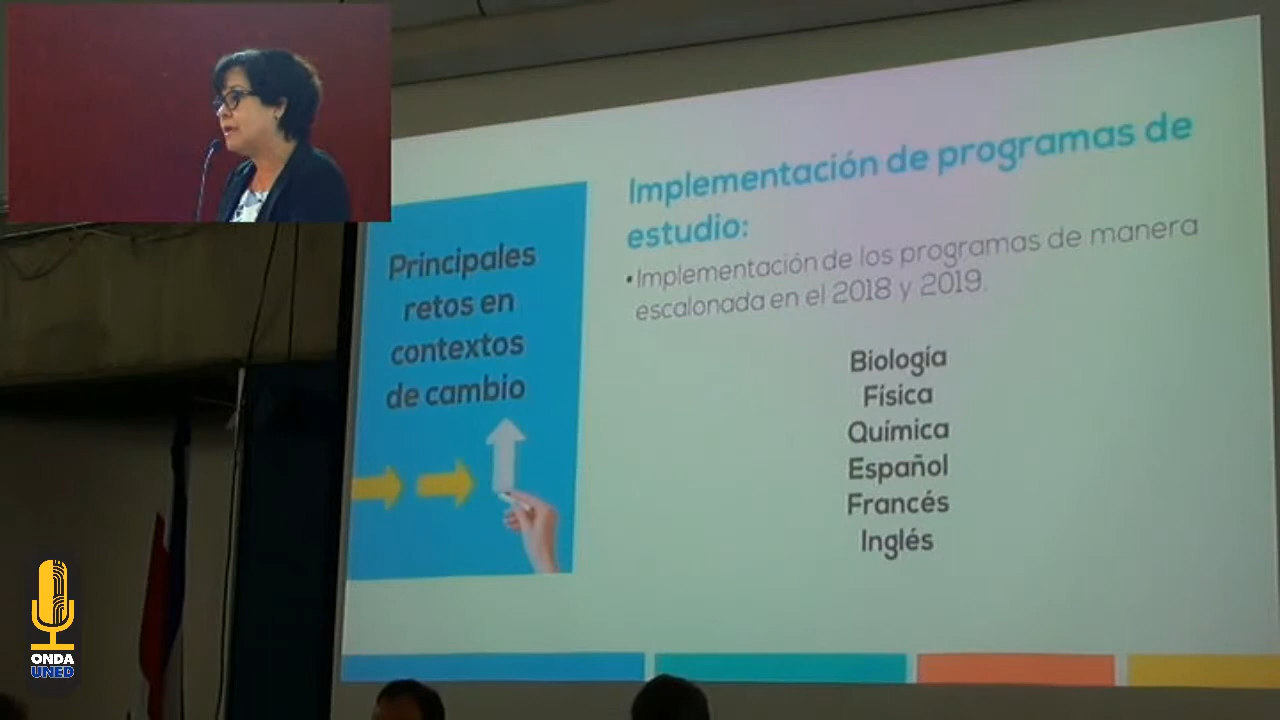 Principales
retos en
contextos
de cambio
Implementación de programas de
estudio:
•Implementación de los programas de manera
escalonada en el 2018 y 2019.
Biología
Física
Química
Español
Francés
Inglés
ONDA
UNED